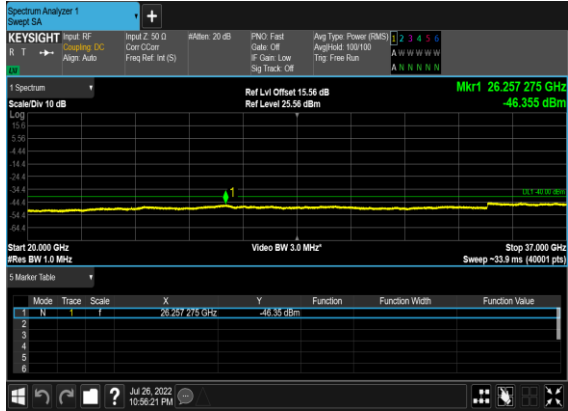 Spectrum Analyzer 1
Swept SA
KEYSIGHT Input: RF Input Z: 50 Ω #Atten: 20 dB PNO: Fast Avg Type: Power (RMS) 1 2 3 4 5 6
R T Coupling: DC Corr CCorr Gate: Off Avg|Hold: 100/100 A W W W W W
Align: Auto Freq Ref: Int (S) IF Gain: Low Trig: Free Run
LXI Sig Track: Off A N N N N N
1 Spectrum Ref Lvl Offset 15.56 dB Mkr1 26.257 275 GHz
Scale/Div 10 dB Ref Level 25.56 dBm -46.355 dBm
Log
15.6
5.56
-4.44
-14.4
-24.4
-34.4 1 DL1 -40.00 dBm
-44.4
-54.4
-64.4
Start 20.000 GHz Video BW 3.0 MHz* Stop 37.000 GHz
#Res BW 1.0 MHz Sweep ~33.9 ms (40001 pts)
5 Marker Table
Mode Trace Scale X Y Function Function Width Function Value
1 N 1 f 26.257 275 GHz -46.35 dBm
2
3
4
5
6
? Jul 26, 2022
10:56:21 PM